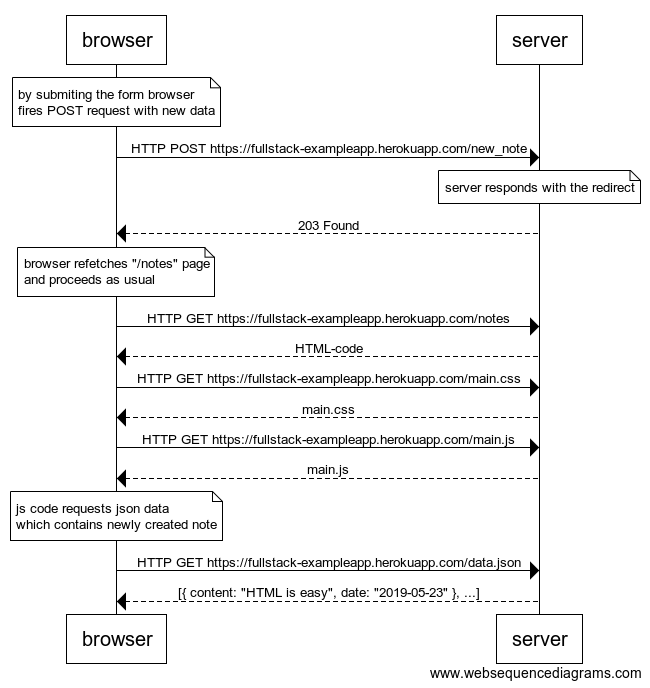 browser
server
by submiting the form browser
fires POST request with new data
HTTP POST https://fullstack-exampleapp.herokuapp.com/new_note
server responds with the redirect
203 Found
browser refetches "/notes" page
and proceeds as usual
HTTP GET https://fullstack-exampleapp.herokuapp.com/notes
HTML-code
HTTP GET https://fullstack-exampleapp.herokuapp.com/main.css
main.css
HTTP GET https://fullstack-exampleapp.herokuapp.com/main.js
main.js
js code requests json data
which contains newly created note
HTTP GET https://fullstack-exampleapp.herokuapp.com/data.json
[{ content: "HTML is easy", date: "2019-05-23" }, ...]
browser
server
www.websequencediagrams.com